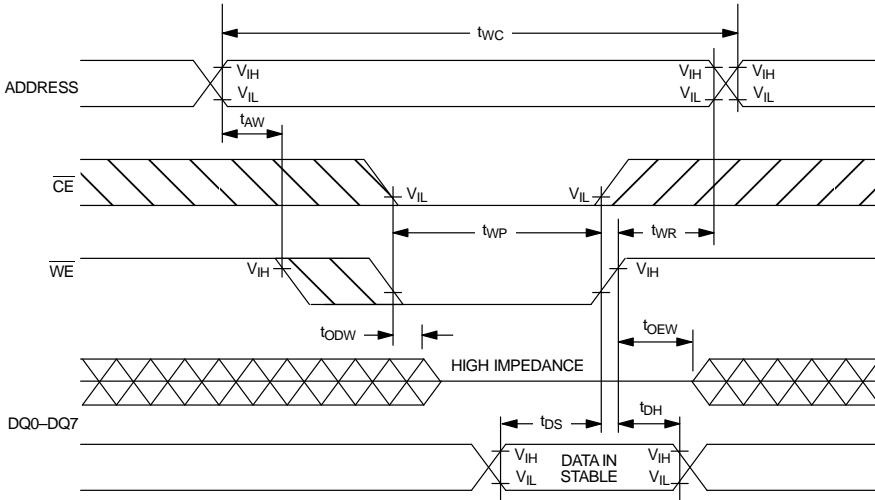 tWC
ADDRESS
VIH
VIL
VIH
VIL
VIH
VIL
tAW
CE
VIL
VIL
tWP
tWR
WE
VIH
VIH
tODW
tOEW
HIGH IMPEDANCE
DQ0–DQ7
tDS
tDH
VIH
VIL
DATA IN
STABLE
VIH
VIL